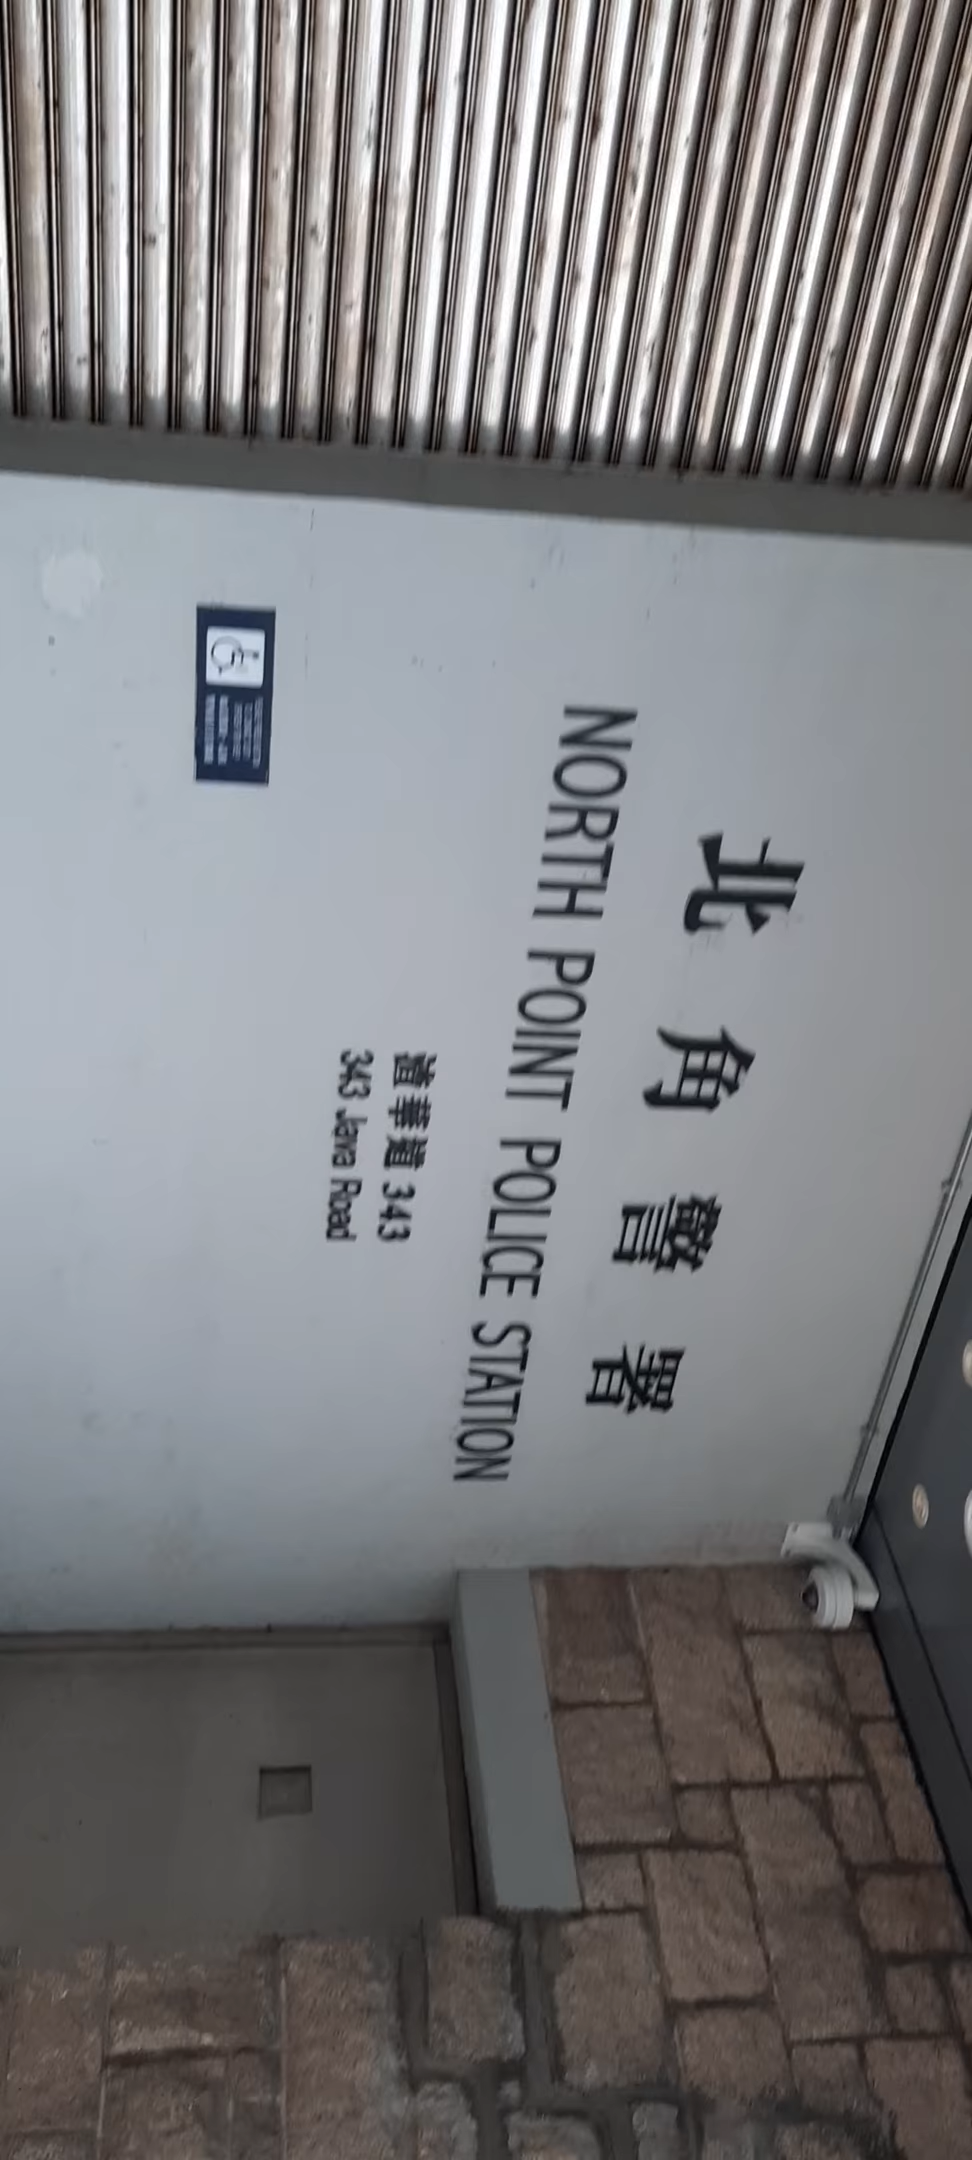 北角警署
NORTH POINT POLICE STATION
渣華道 343
343 Java Road